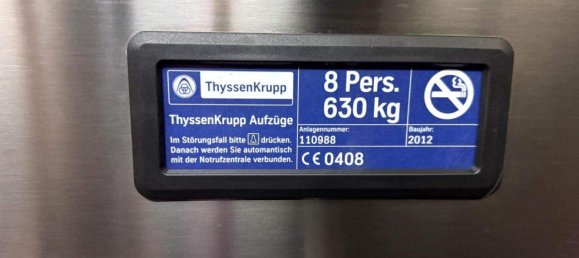 ThyssenKrupp
ThyssenKrupp Aufzüge
Im Störungsfall bitte drücken.
Danach werden Sie automantisch
mit der Notrufzentrale verbunden.
8 Pers.
630 kg
Anlagennummer:
110988
Baujahr:
2012
CE 0408